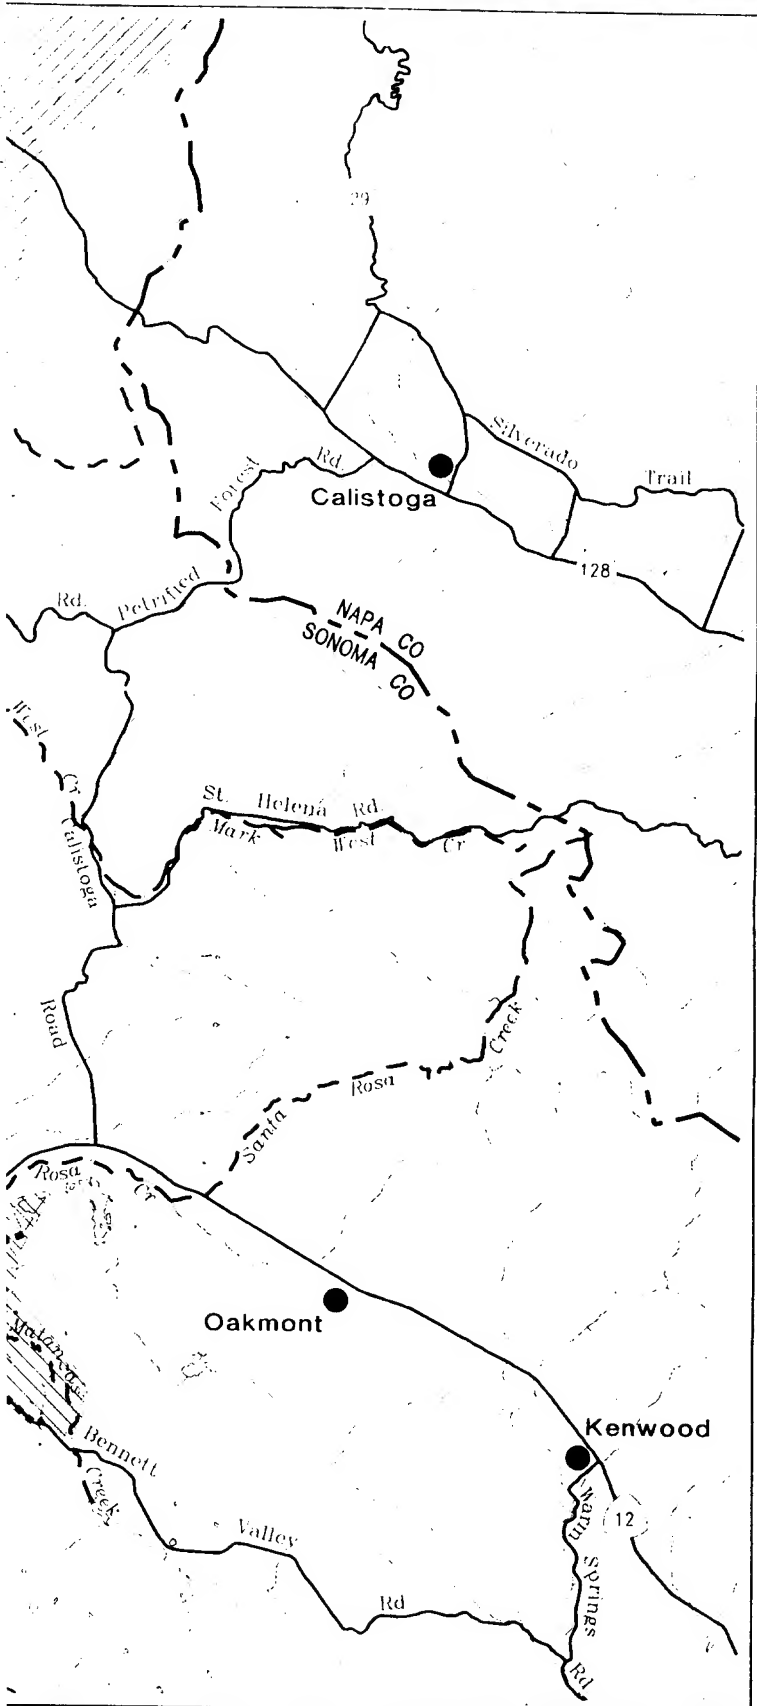 29
Silverado
Trail
Forest
Rd.
Calistoga
128
Rd.
Petrified
NAPA CO
SONOMA CO
West
Cr
Calistoga
St. Helena Rd.
Mark West Cr
Road
Creek
Rosa
Santa
Rosa Cr
Oakmont
Matanzas
Kenwood
Bennett
Creek
Valley
Rd
Warm Springs Rd
12